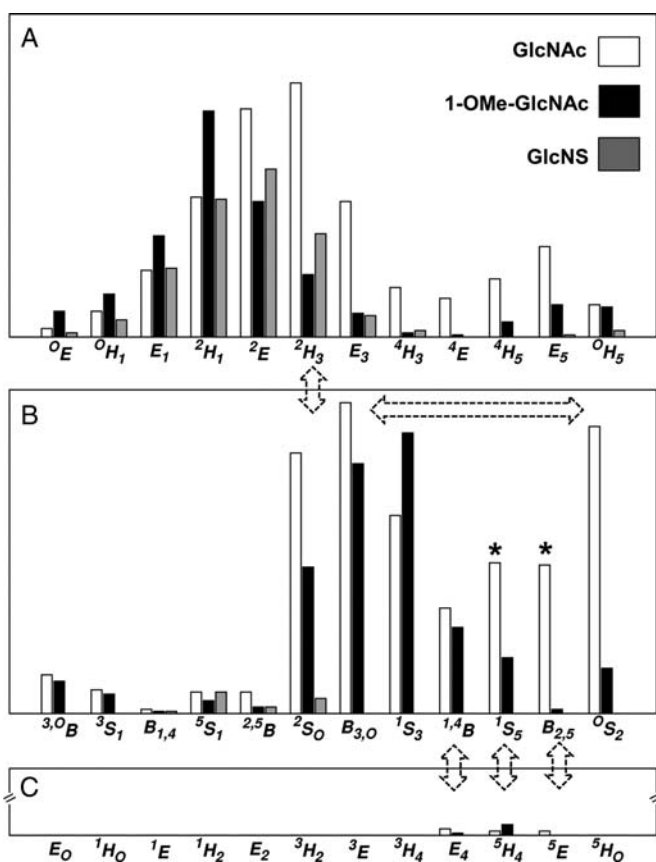 A
GlcNAc
1-OMe-GlcNAc
GlcNS
OE OH1 E1 2H1 2E 2H3 E3 4H3 4E 4H5 E5 OH5
B
* *
3,OB 3S1 B1,4 5S1 2,5B 2SO B3,O 1S3 1,4B 1S5 B2,5 OS2
C
EO 1HO 1E 1H2 E2 3H2 3E 3H4 E4 5H4 5E 5HO